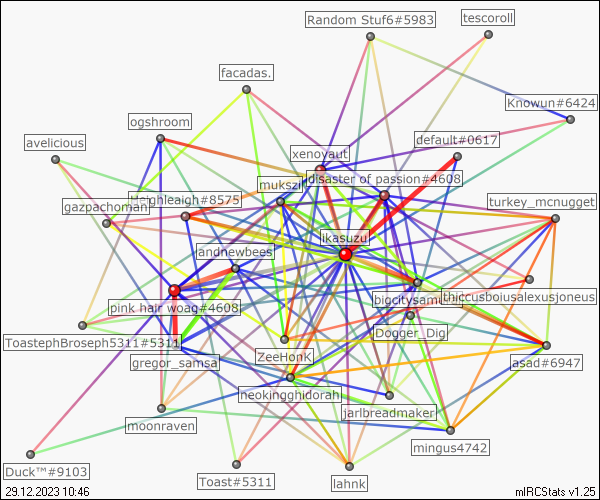 Random Stuf6#5983
tescoroll
facadas.
Knowun#6424
ogshroom
default#0617
avelicious
xenoyaut
disaster of passion#4608
mukszi
Heighleagh#8575
gazpachoman
turkey_mcnugget
ikasuzu
andnewbees
bigcitysam
thiccusboiusalexusjoneus
pink hair woag#4608
Dogger_Dig
ToastephBroseph5311#5311
ZeeHonk
gregor_samsa
asad#6947
neokingghidorah
jarlbreadmaker
moonraven
mingus4742
Duck™#9103
Toast#5311
lahnk
29.12.2023 10:46
mIRCStats v1.25